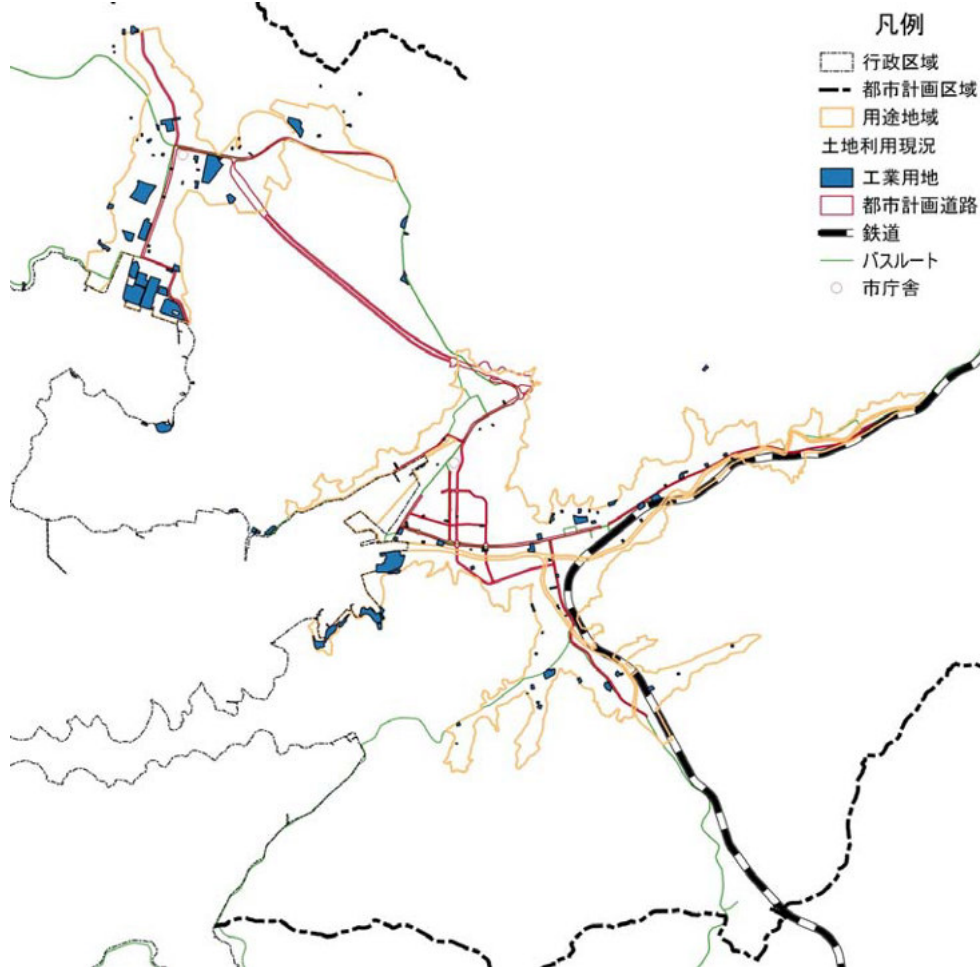 凡例
行政区域
都市計画区域
用途地域
土地利用現況
工業用地
都市計画道路
鉄道
バスルート
市庁舎